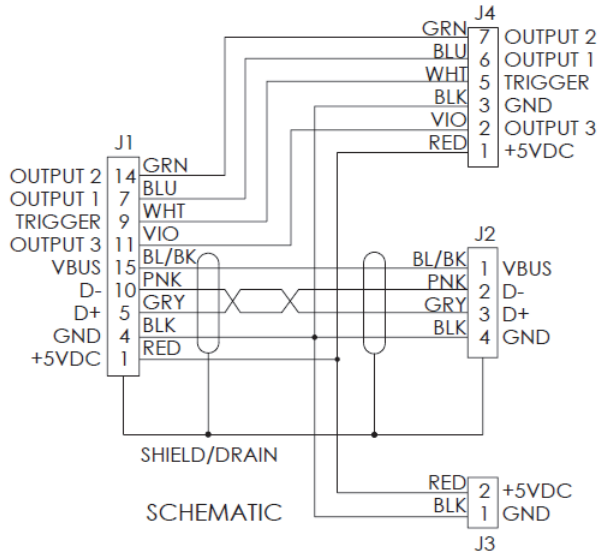 J4
GRN 7 OUTPUT 2
BLU 6 OUTPUT 1
WHT 5 TRIGGER
BLK 3 GND
VIO 2 OUTPUT 3
RED 1 +5VDC
J1
OUTPUT 2 14 GRN
OUTPUT 1 7 BLU
TRIGGER 9 WHT
OUTPUT 3 11 VIO
VBUS 15 BL/BK
D- 10 PNK
D+ 5 GRY
GND 4 BLK
+5VDC 1 RED
J2
BL/BK 1 VBUS
PNK 2 D-
GRY 3 D+
BLK 4 GND
SHIELD/DRAIN
SCHEMATIC
RED 2 +5VDC
BLK 1 GND
J3